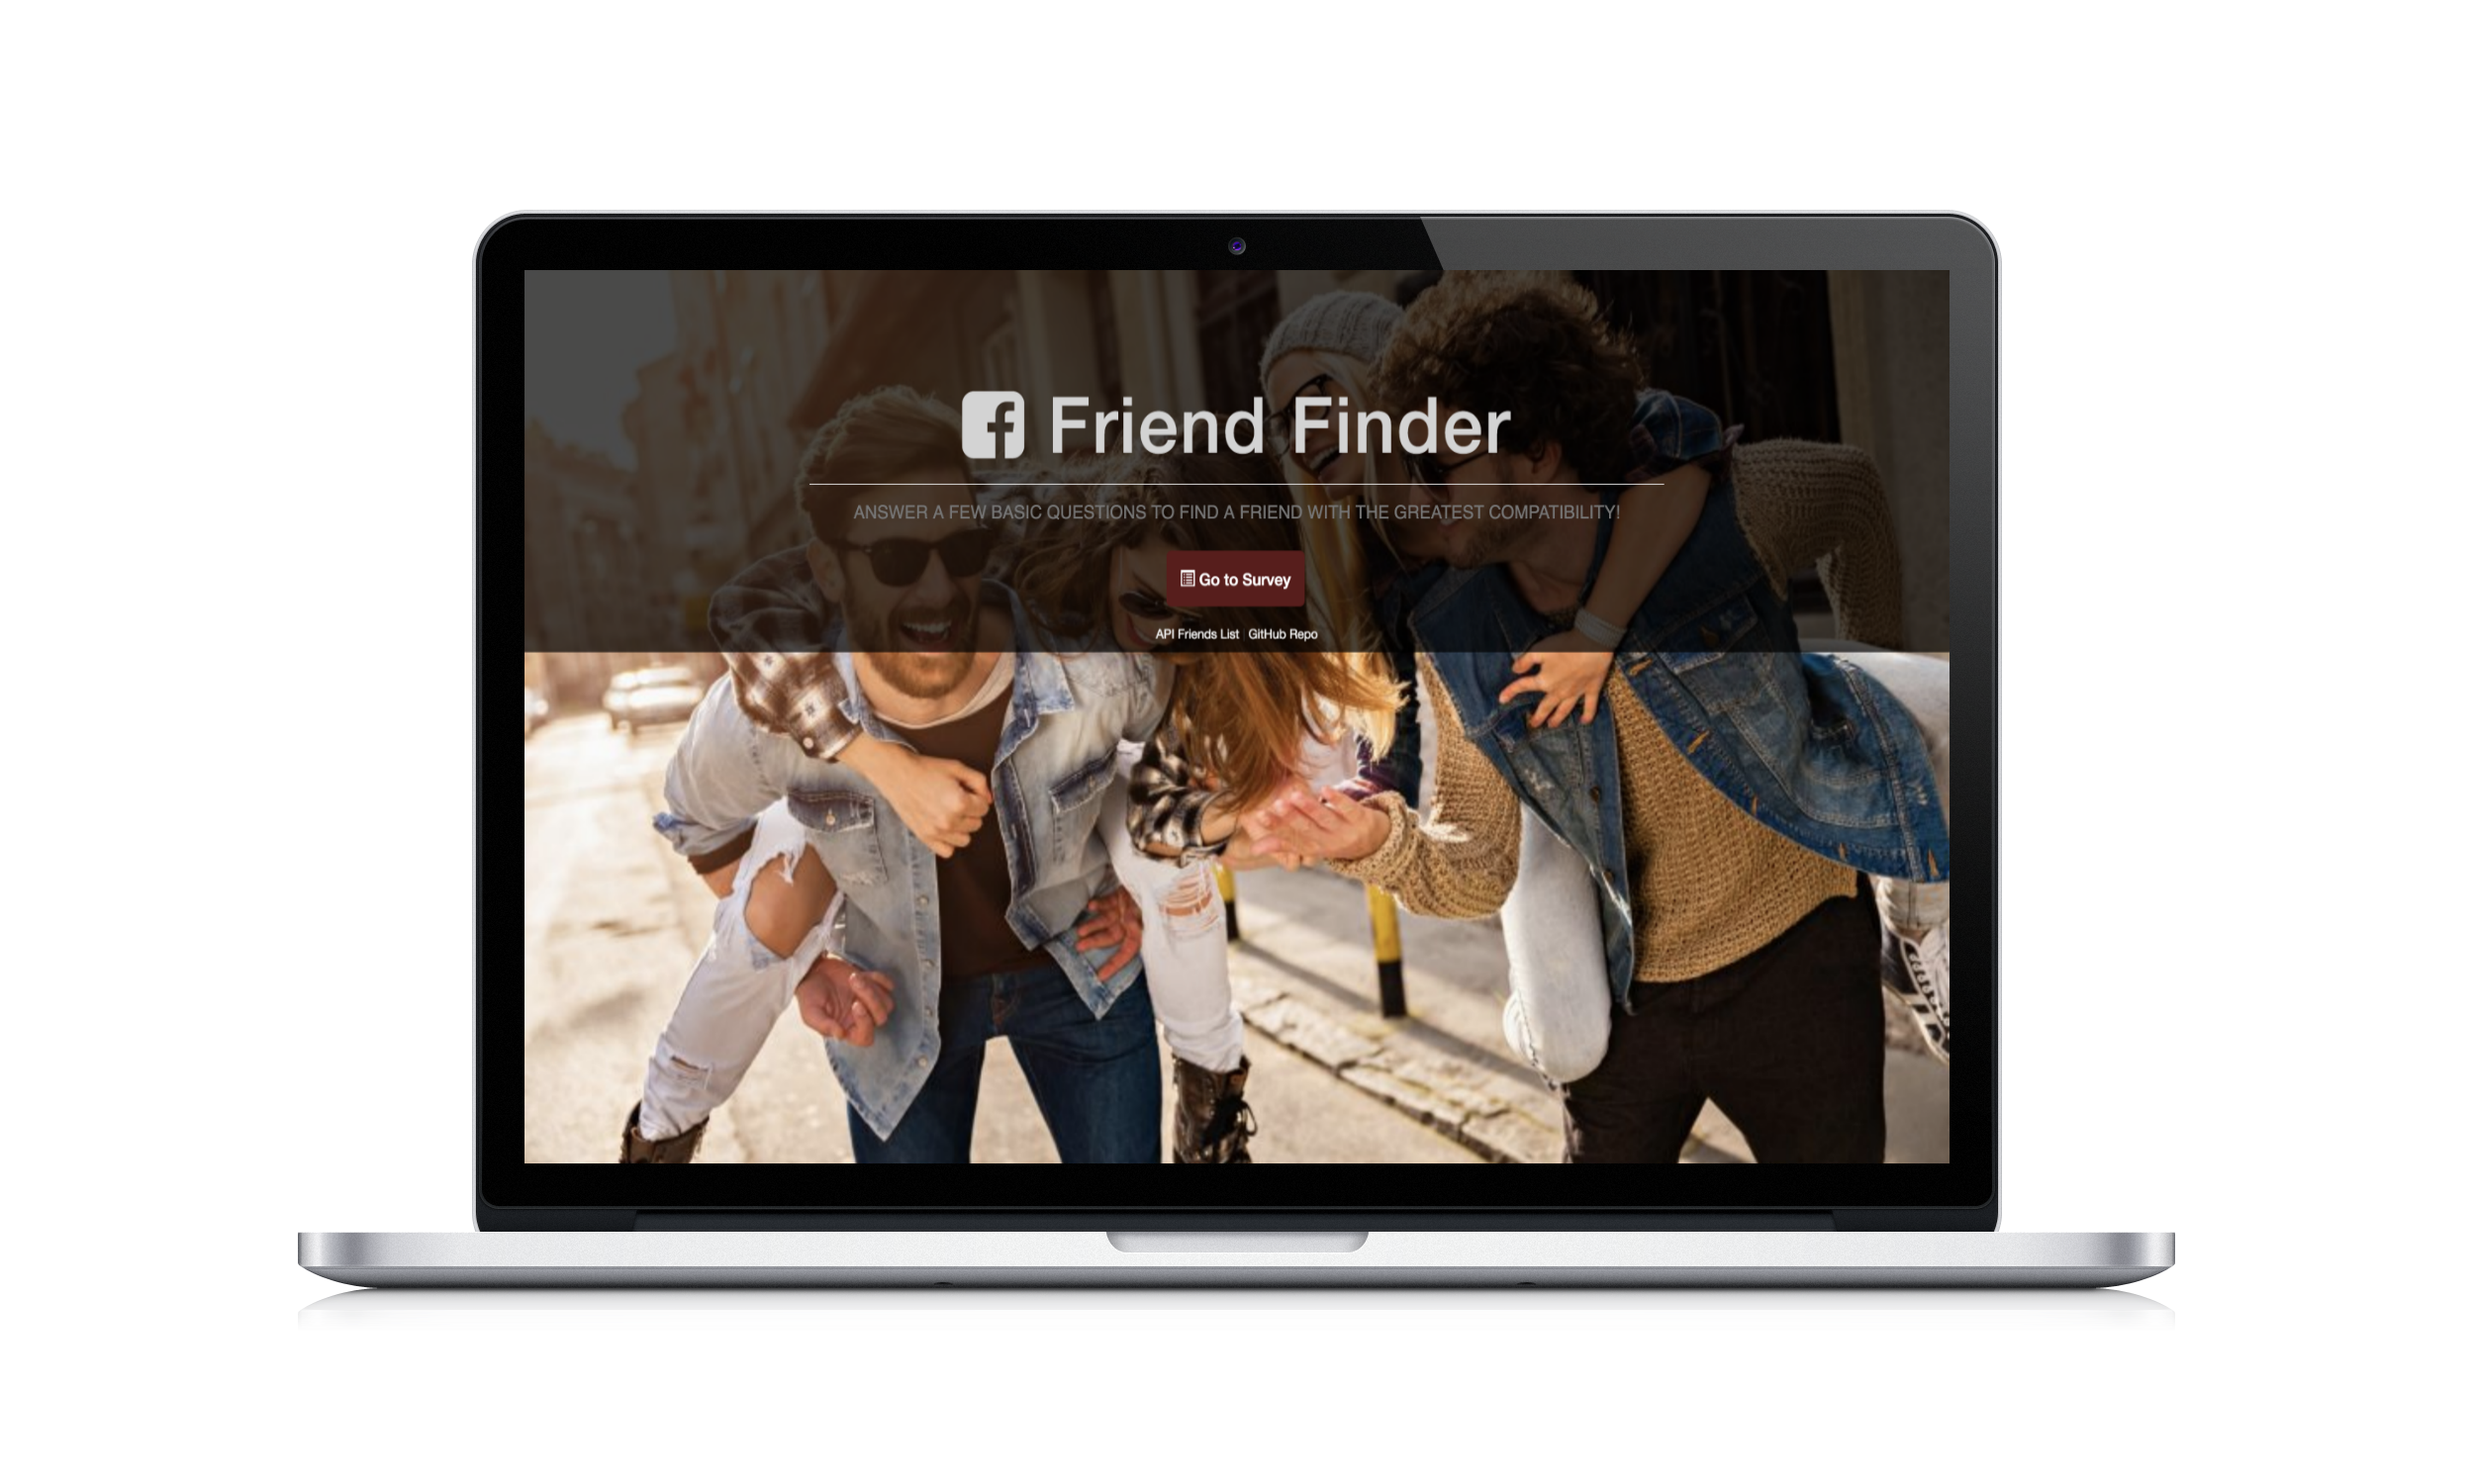 Friend Finder
ANSWER A FEW BASIC QUESTIONS TO FIND A FRIEND WITH THE GREATEST COMPATIBILITY!
Go to Survey
API Friends List | GitHub Repo